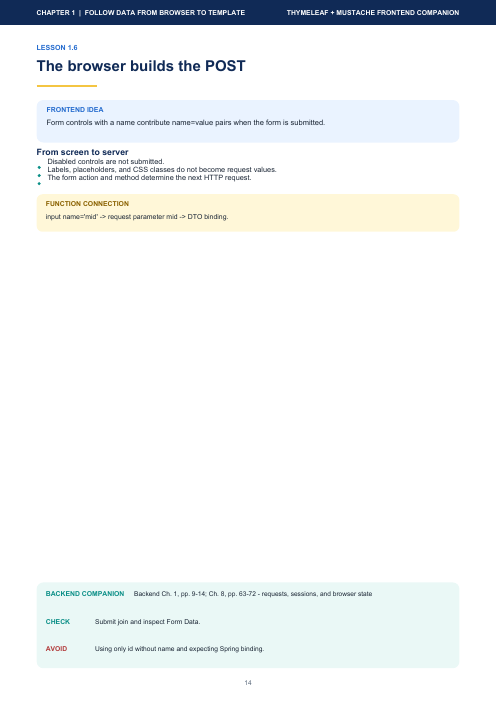 CHAPTER 1 | FOLLOW DATA FROM BROWSER TO TEMPLATE THYMELEAF + MUSTACHE FRONTEND COMPANION
LESSON 1.6
The browser builds the POST
FRONTEND IDEA
Form controls with a name contribute name=value pairs when the form is submitted.
From screen to server
Disabled controls are not submitted.
Labels, placeholders, and CSS classes do not become request values.
The form action and method determine the next HTTP request.
FUNCTION CONNECTION
input name='mid' -> request parameter mid -> DTO binding.
BACKEND COMPANION Backend Ch. 1, pp. 9-14; Ch. 8, pp. 63-72 - requests, sessions, and browser state
CHECK Submit join and inspect Form Data.
AVOID Using only id without name and expecting Spring binding.
14